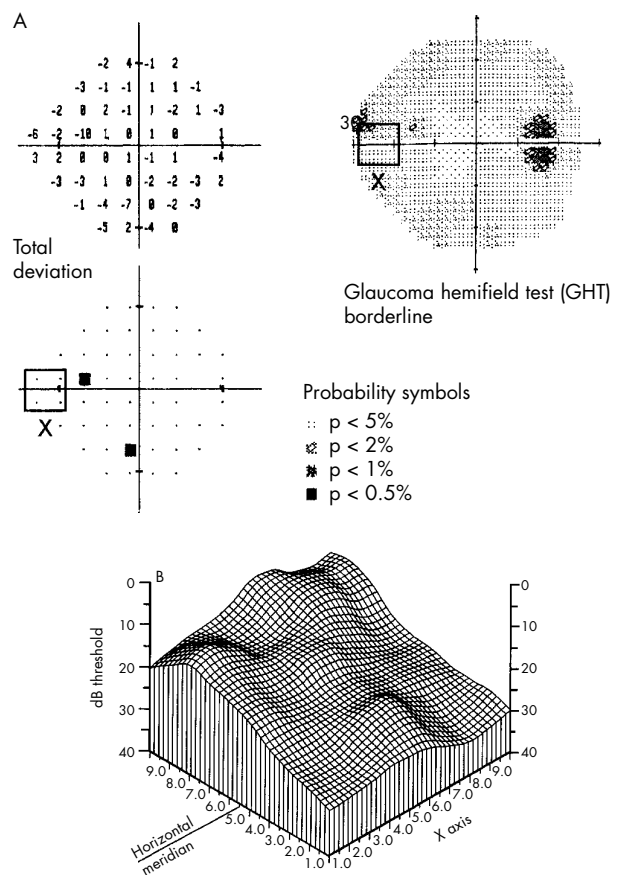 A
-2 4 -1 2
-3 -1 -1 1 1 -1
-2 0 2 -1 0 -2 1 -3
-6 -2 -10 1 0 1 0 1
3 2 0 0 1 -1 1 -4
-3 -3 1 0 -2 -2 -3 2
-1 -4 -7 0 -2 -3
-5 2 -4 0
30
X
Total
deviation
Glaucoma hemifield test (GHT)
borderline
X
Probability symbols
p < 5%
p < 2%
p < 1%
p < 0.5%
B
0
10
20
30
40
dB threshold
0
10
20
30
40
9.0
8.0
7.0
6.0
5.0
4.0
3.0
2.0
1.0
Horizontal
meridian
1.0
2.0
3.0
4.0
5.0
6.0
7.0
8.0
9.0
X axis